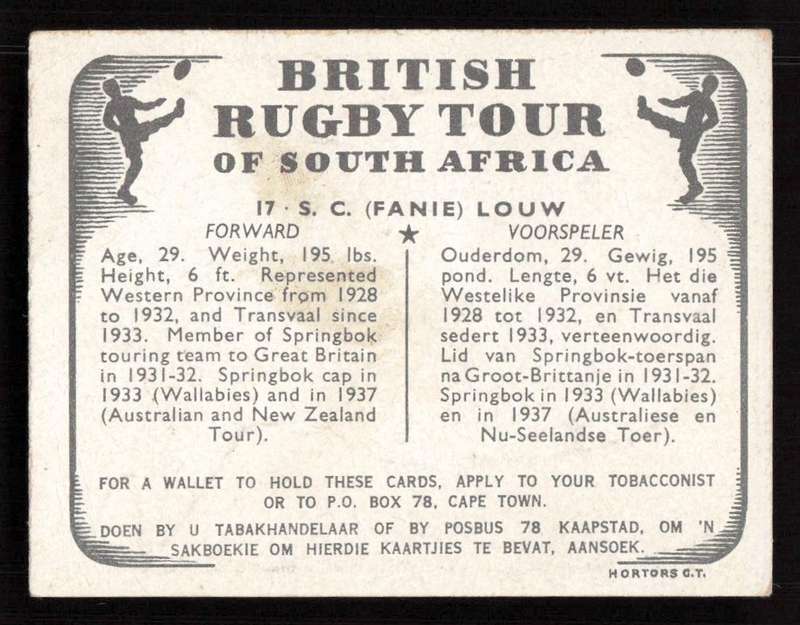 BRITISH
RUGBY TOUR
OF SOUTH AFRICA
17 · S. C. (FANIE) LOUW
FORWARD
Age, 29. Weight, 195 lbs.
Height, 6 ft. Represented
Western Province from 1928
to 1932, and Transvaal since
1933. Member of Springbok
touring team to Great Britain
in 1931-32. Springbok cap in
1933 (Wallabies) and in 1937
(Australian and New Zealand
Tour).
VOORSPELER
Ouderdom, 29. Gewig, 195
pond. Lengte, 6 vt. Het die
Westelike Provinsie vanaf
1928 tot 1932, en Transvaal
sedert 1933, verteenwoordig.
Lid van Springbok-toerspan
na Groot-Brittanje in 1931-32.
Springbok in 1933 (Wallabies)
en in 1937 (Australiese en
Nu-Seelandse Toer).
FOR A WALLET TO HOLD THESE CARDS, APPLY TO YOUR TOBACCONIST
OR TO P.O. BOX 78, CAPE TOWN.
DOEN BY U TABAKHANDELAAR OF BY POSBUS 78 KAAPSTAD, OM 'N
SAKBOEKIE OM HIERDIE KAARTJIES TE BEVAT, AANSOEK.
HORTORS C.T.